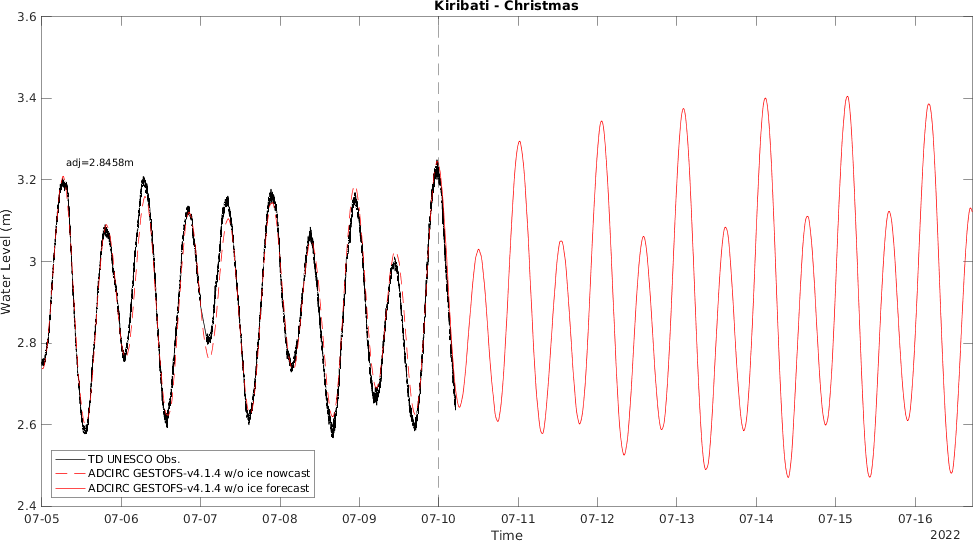 Kiribati - Christmas
3.6
3.4
3.2
3
2.8
2.6
2.4
Water Level (m)
adj=2.8458m
TD UNESCO Obs.
ADCIRC GESTOFS-v4.1.4 w/o ice nowcast
ADCIRC GESTOFS-v4.1.4 w/o ice forecast
07-05 07-06 07-07 07-08 07-09 07-10 07-11 07-12 07-13 07-14 07-15 07-16
Time
2022